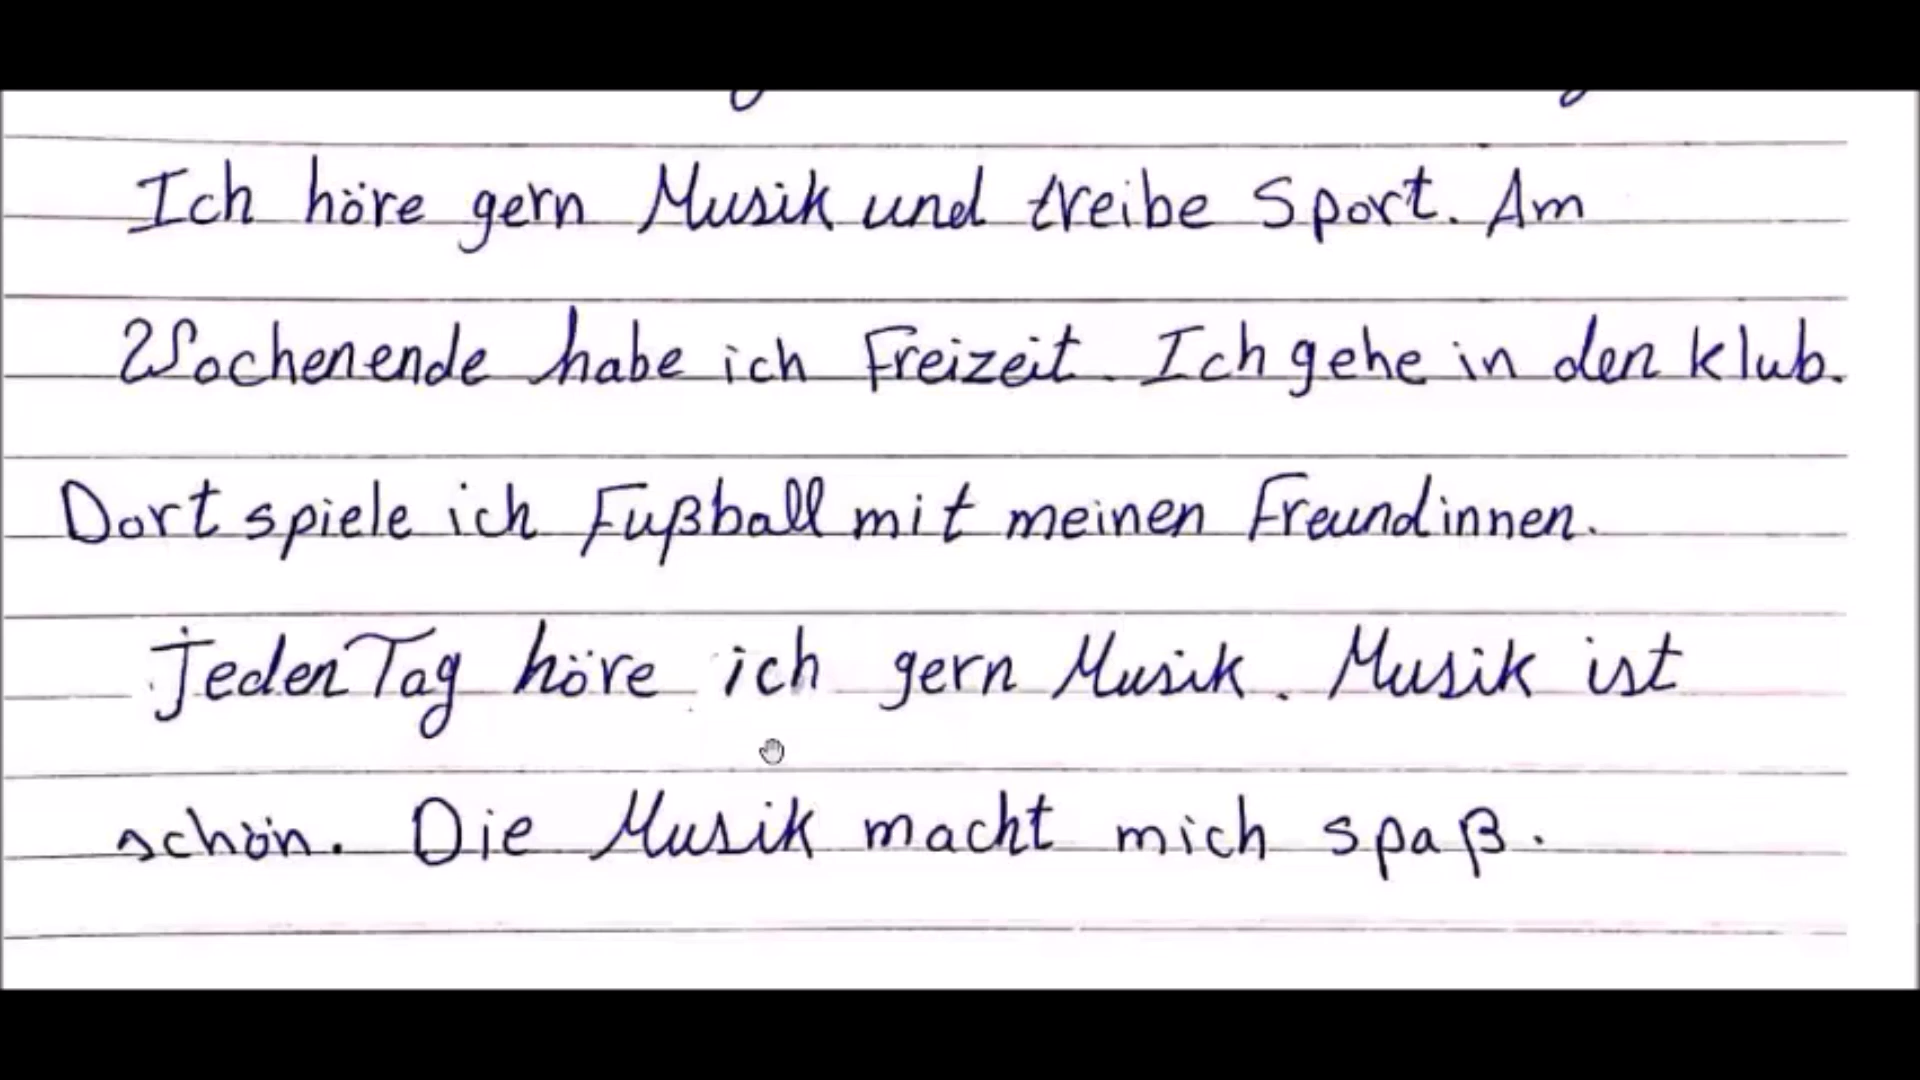 Ich höre gern Musik und treibe Sport. Am
Wochenende habe ich Freizeit. Ich gehe in den klub.
Dort spiele ich Fußball mit meinen Freundinnen.
jeden Tag höre ich gern Musik. Musik ist
schön. Die Musik macht mich spaß.